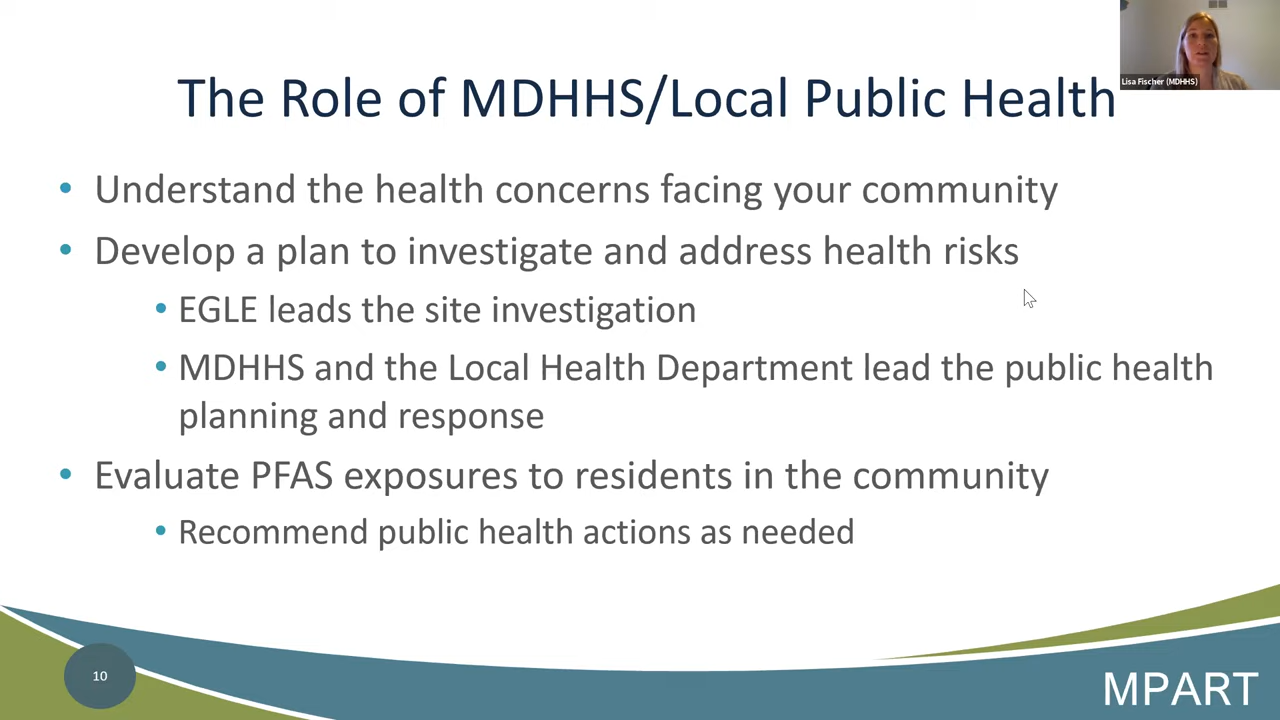 Lisa Fischer (MDHHS)
The Role of MDHHS/Local Public Health
• Understand the health concerns facing your community
• Develop a plan to investigate and address health risks
• EGLE leads the site investigation
• MDHHS and the Local Health Department lead the public health
planning and response
• Evaluate PFAS exposures to residents in the community
• Recommend public health actions as needed
10
MPART